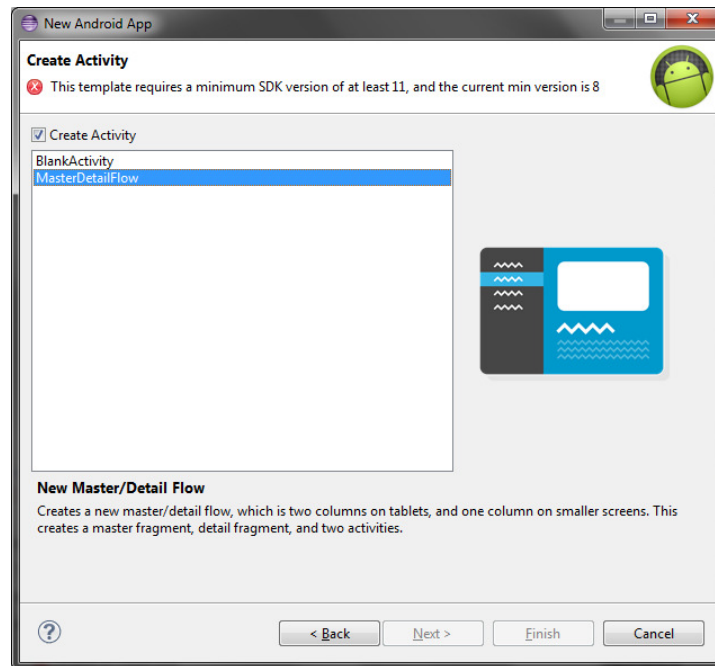 New Android App
Create Activity
This template requires a minimum SDK version of at least 11, and the current min version is 8
Create Activity
BlankActivity
MasterDetailFlow
New Master/Detail Flow
Creates a new master/detail flow, which is two columns on tablets, and one column on smaller screens. This
creates a master fragment, detail fragment, and two activities.
?
< Back
Next >
Finish
Cancel